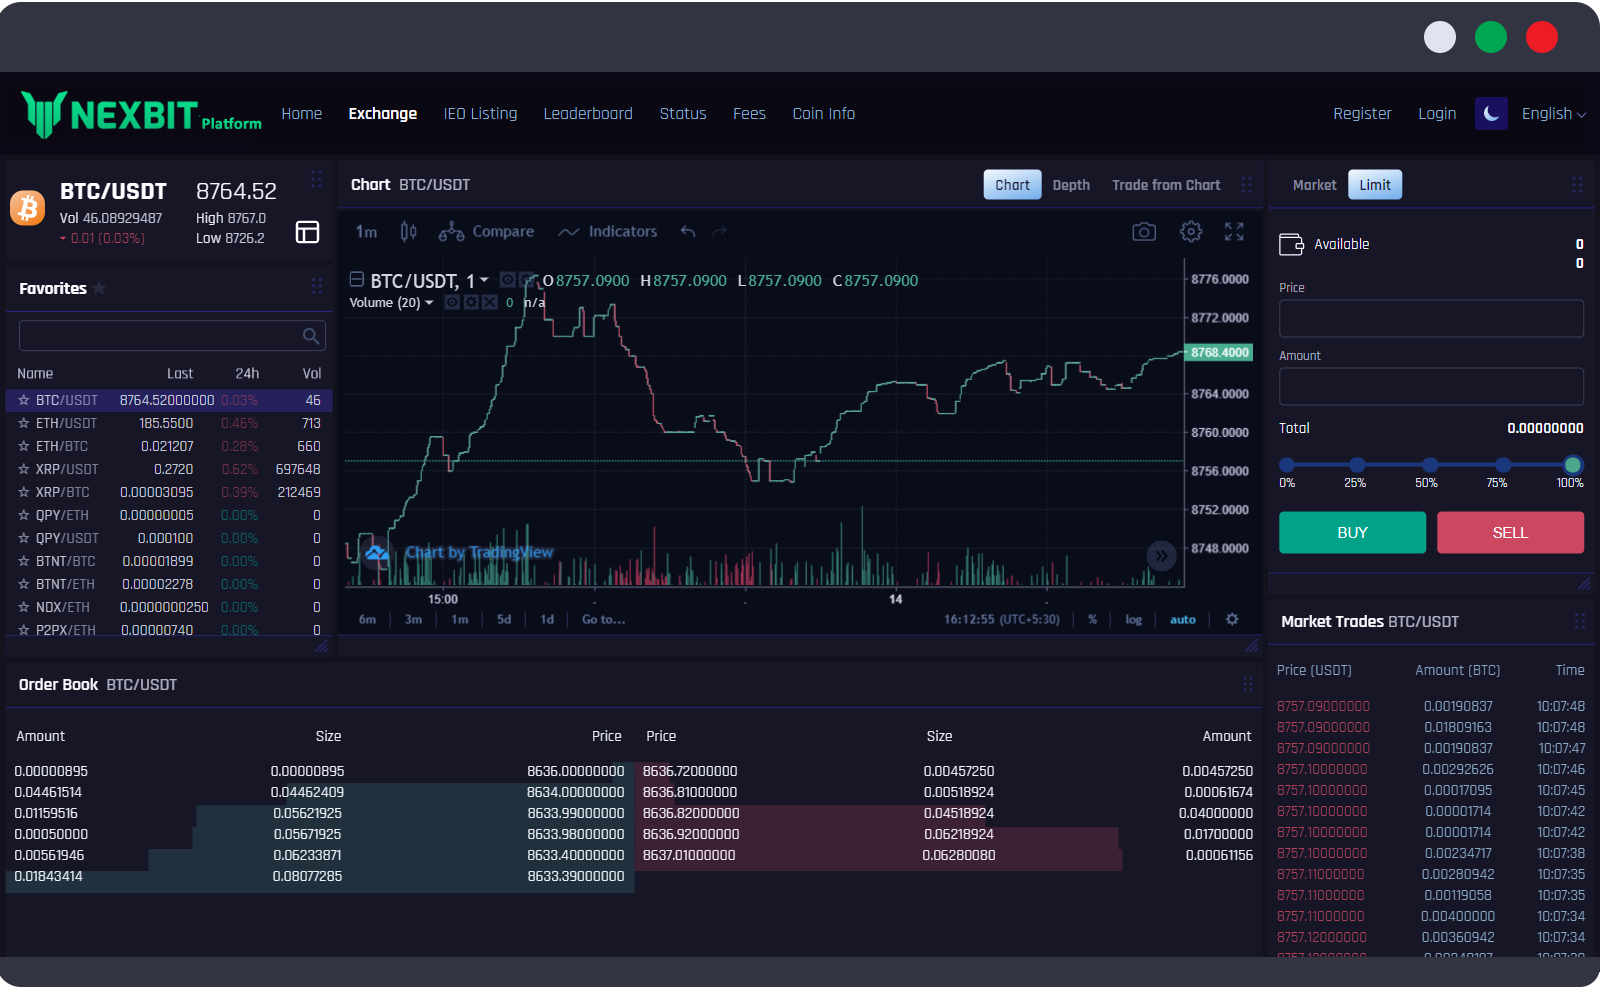 NEXBIT Platform Home Exchange IEO Listing Leaderboard Status Fees Coin Info Register Login English
BTC/USDT 8764.52
Vol 46.08929487 High 8767.0
0.01 (0.03%) Low 8726.2
Favorites
Name Last 24h Vol
BTC/USDT 8764.52000000 0.03% 46
ETH/USDT 185.5500 0.46% 713
ETH/BTC 0.021207 0.28% 660
XRP/USDT 0.2720 0.62% 697648
XRP/BTC 0.00003095 0.39% 212469
QPY/ETH 0.00000005 0.00% 0
QPY/USDT 0.000100 0.00% 0
BTNT/BTC 0.00001899 0.00% 0
BTNT/ETH 0.00002278 0.00% 0
NDX/ETH 0.0000000250 0.00% 0
P2PX/ETH 0.00000740 0.00% 0
Chart BTC/USDT Chart Depth Trade from Chart
1m Compare Indicators
BTC/USDT, 1 O 8757.0900 H 8757.0900 L 8757.0900 C 8757.0900
Volume (20) 0 n/a
8776.0000
8772.0000
8768.4000
8764.0000
8760.0000
8756.0000
8752.0000
8748.0000
Chart by TradingView
15:00 14
6m 3m 1m 5d 1d Go to... 16:12:55 (UTC+5:30) % log auto
Market Limit
Available 0
0
Price
Amount
Total 0.00000000
0% 25% 50% 75% 100%
BUY SELL
Order Book BTC/USDT
Amount Size Price Price Size Amount
0.00000895 0.00000895 8636.00000000 8636.72000000 0.00457250 0.00457250
0.04461514 0.04462409 8634.00000000 8636.81000000 0.00518924 0.00061674
0.01159516 0.05621925 8633.99000000 8636.82000000 0.04518924 0.04000000
0.00050000 0.05671925 8633.98000000 8636.92000000 0.06218924 0.01700000
0.00561946 0.06233871 8633.40000000 8637.01000000 0.06280080 0.00061156
0.01843414 0.08077285 8633.39000000
Market Trades BTC/USDT
Price (USDT) Amount (BTC) Time
8757.09000000 0.00190837 10:07:48
8757.09000000 0.01809163 10:07:48
8757.09000000 0.00190837 10:07:47
8757.10000000 0.00292626 10:07:46
8757.10000000 0.00017095 10:07:45
8757.10000000 0.00001714 10:07:42
8757.10000000 0.00001714 10:07:42
8757.10000000 0.00234717 10:07:38
8757.11000000 0.00280942 10:07:35
8757.11000000 0.00119058 10:07:35
8757.11000000 0.00400000 10:07:34
8757.12000000 0.00360942 10:07:34